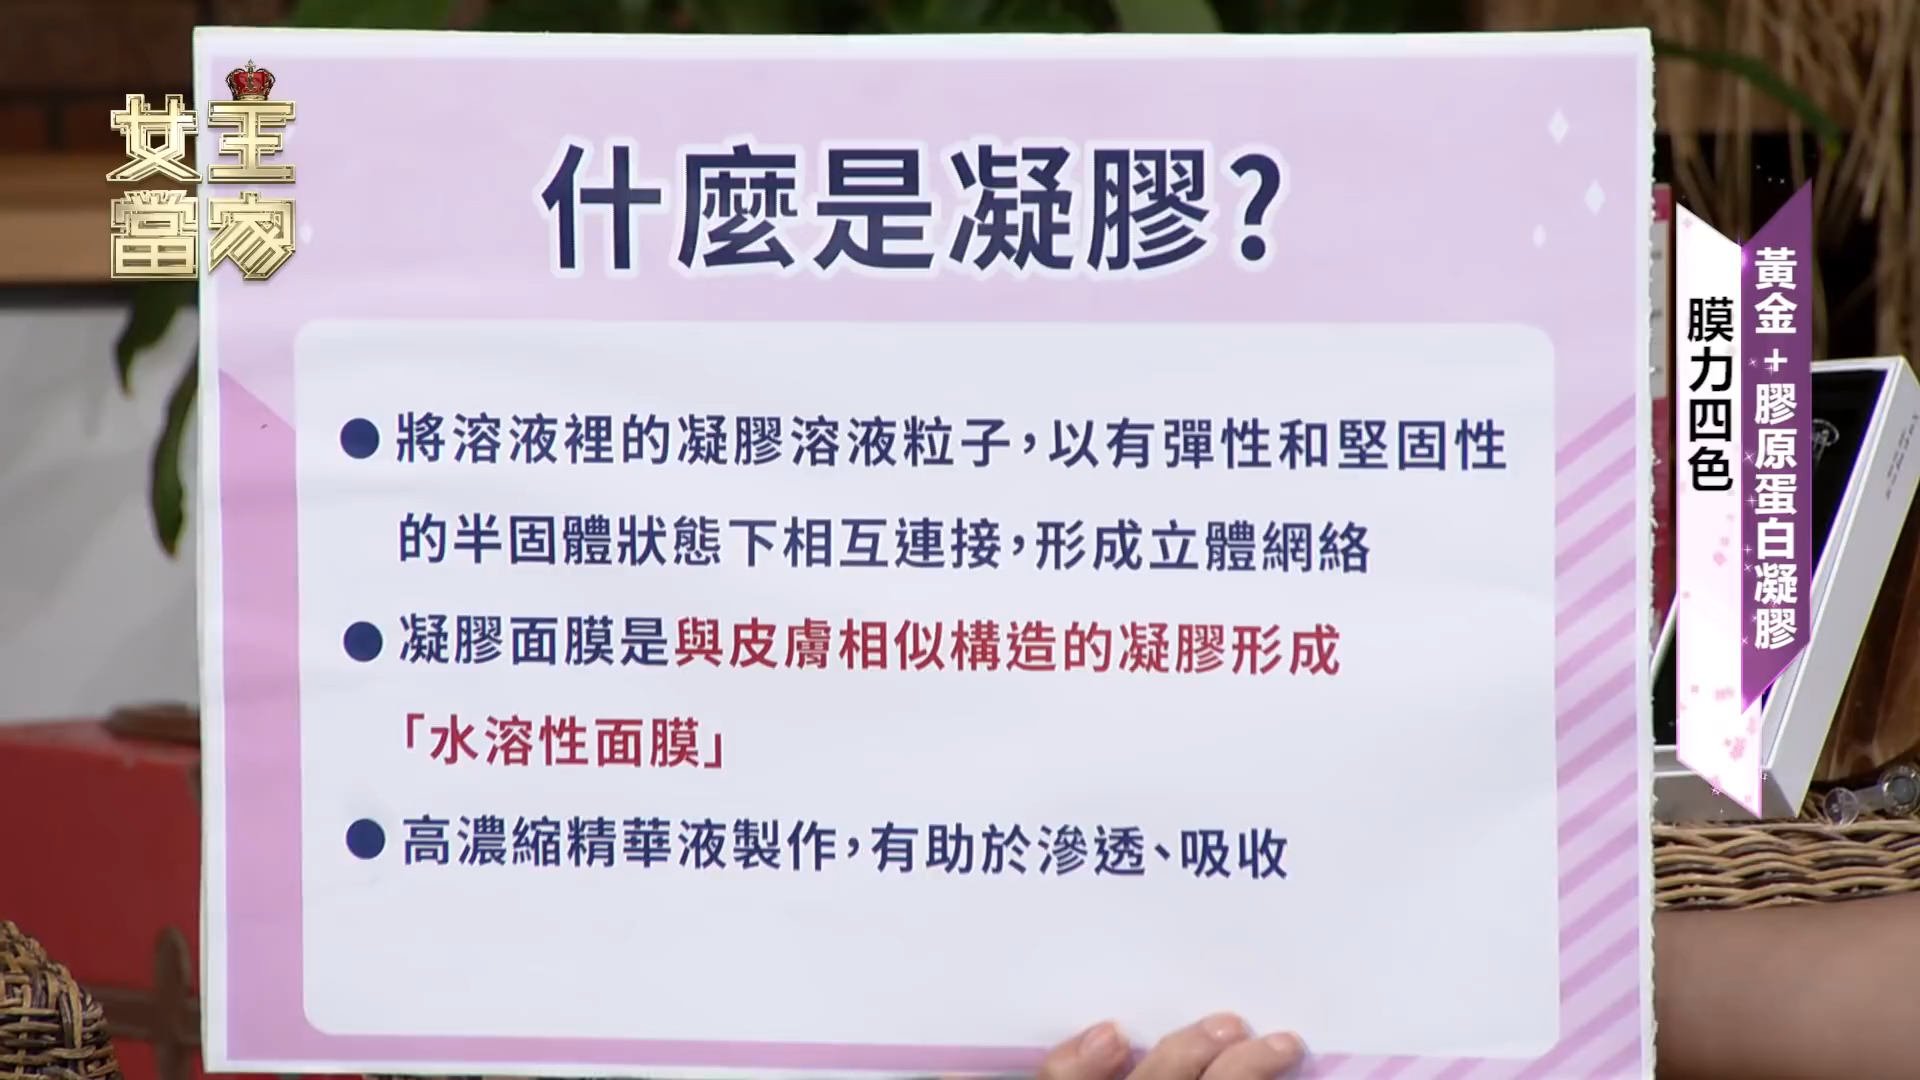 女王
當家
什麼是凝膠?
●將溶液裡的凝膠溶液粒子,以有彈性和堅固性
的半固體狀態下相互連接,形成立體網絡
●凝膠面膜是與皮膚相似構造的凝膠形成
「水溶性面膜」
●高濃縮精華液製作,有助於滲透、吸收
黃金+膠原蛋白凝膠
膜力四色